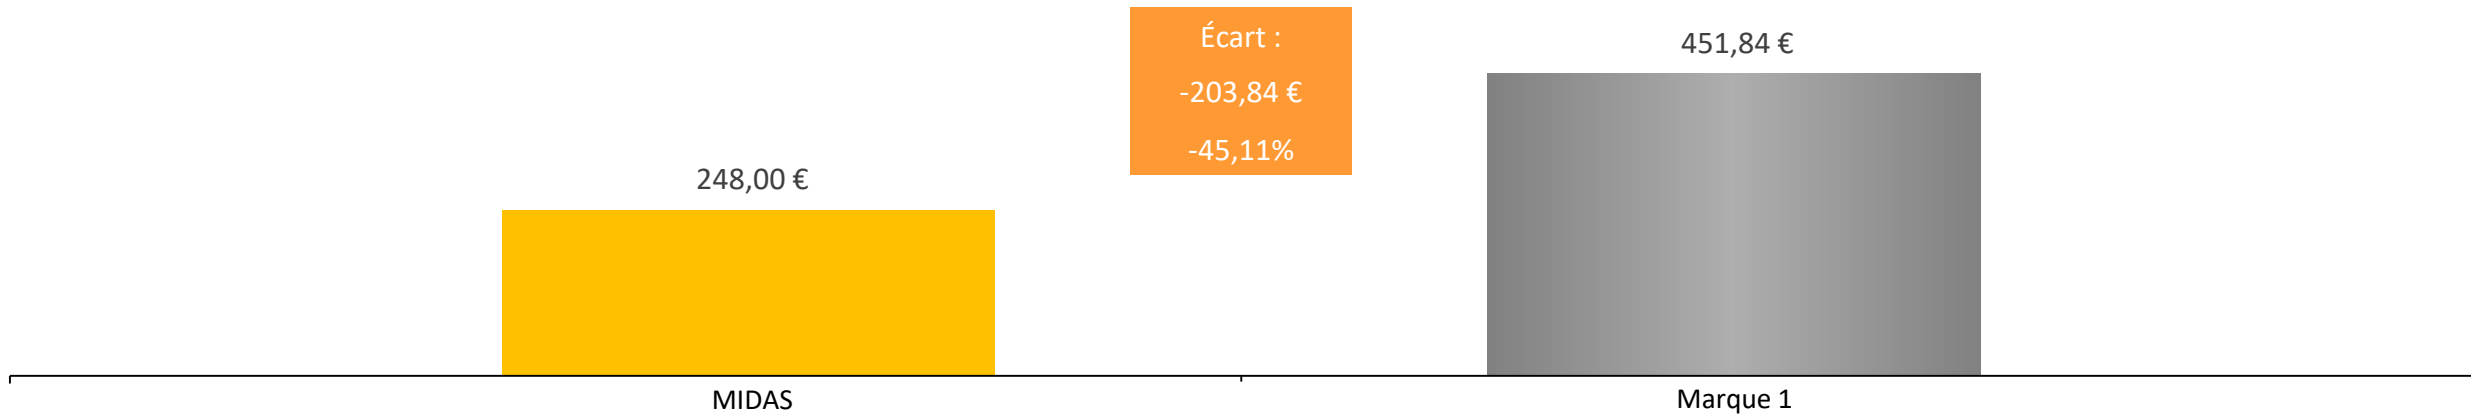 Écart :
-203,84 €
-45,11%
451,84 €
248,00 €
MIDAS
Marque 1